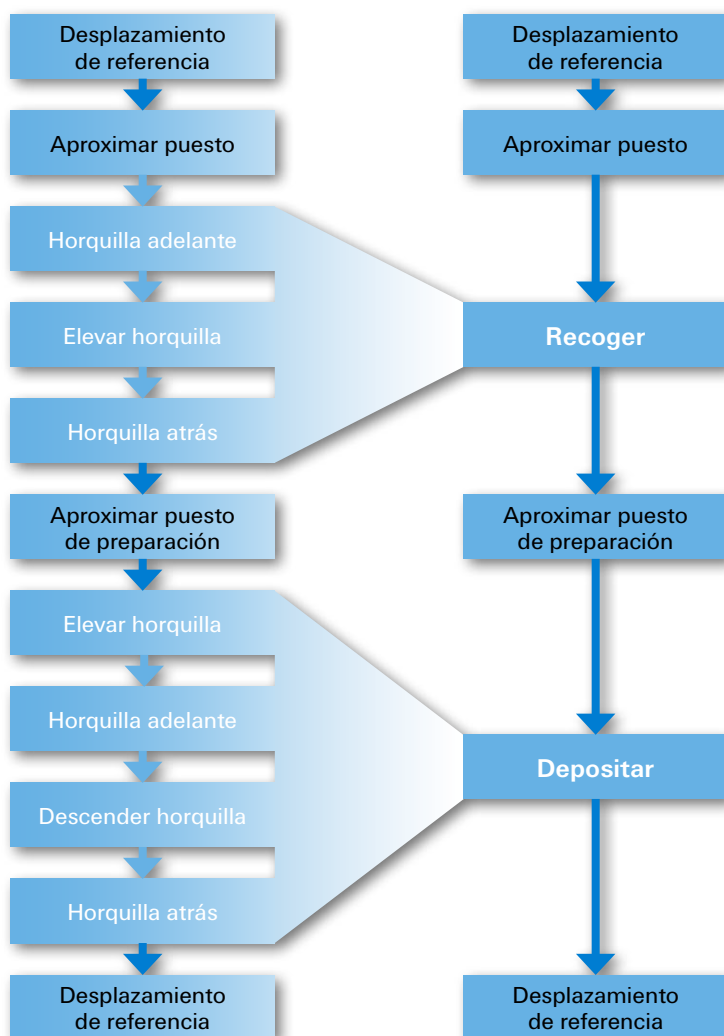 Desplazamiento
de referencia
Aproximar puesto
Horquilla adelante
Elevar horquilla
Horquilla atrás
Aproximar puesto
de preparación
Elevar horquilla
Horquilla adelante
Descender horquilla
Horquilla atrás
Desplazamiento
de referencia
Desplazamiento
de referencia
Aproximar puesto
Recoger
Aproximar puesto
de preparación
Depositar
Desplazamiento
de referencia